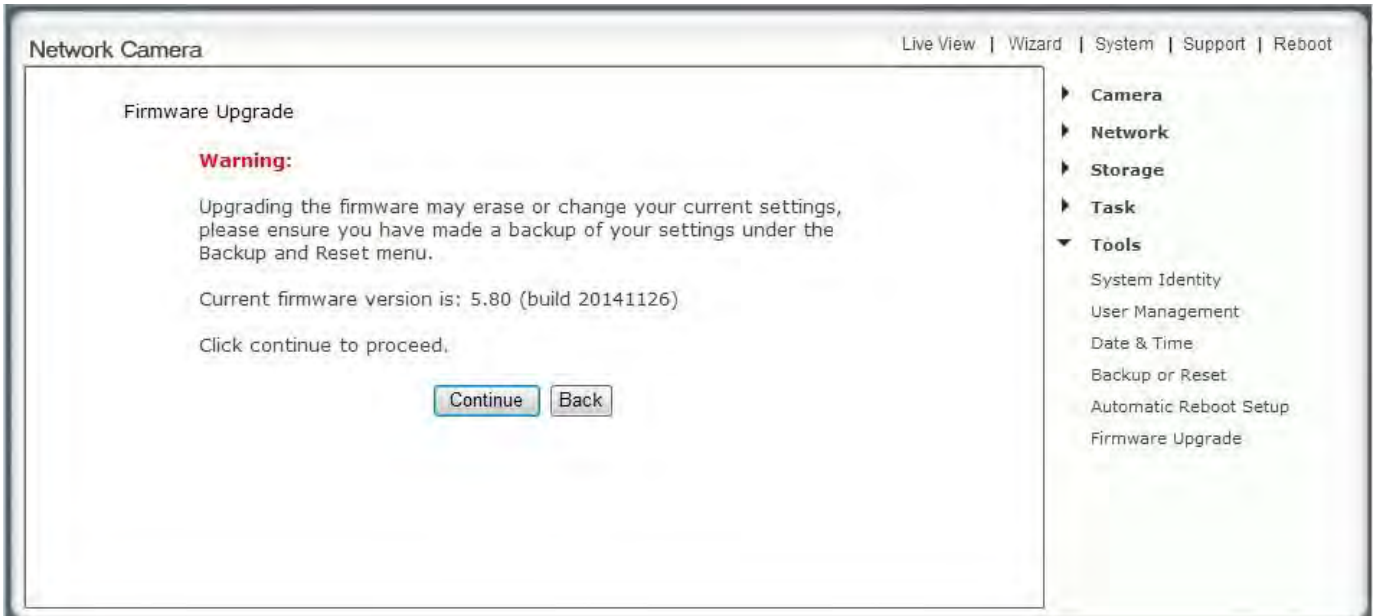 Network Camera
Live View | Wizard | System | Support | Reboot
Firmware Upgrade
Warning:
Upgrading the firmware may erase or change your current settings,
please ensure you have made a backup of your settings under the
Backup and Reset menu.
Current firmware version is: 5.80 (build 20141126)
Click continue to proceed.
Continue
Back
Camera
Network
Storage
Task
Tools
System Identity
User Management
Date & Time
Backup or Reset
Automatic Reboot Setup
Firmware Upgrade